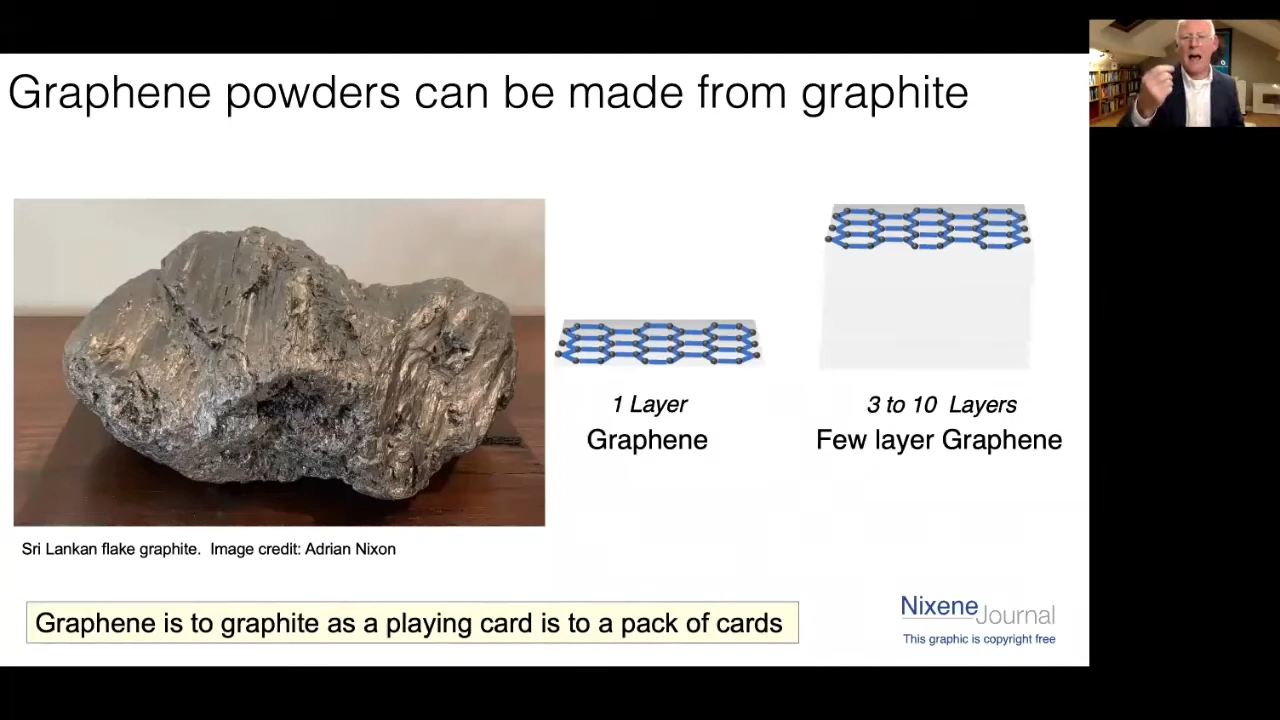 Graphene powders can be made from graphite
1 Layer
Graphene
3 to 10 Layers
Few layer Graphene
Sri Lankan flake graphite. Image credit: Adrian Nixon
Graphene is to graphite as a playing card is to a pack of cards
Nixene Journal
This graphic is copyright free